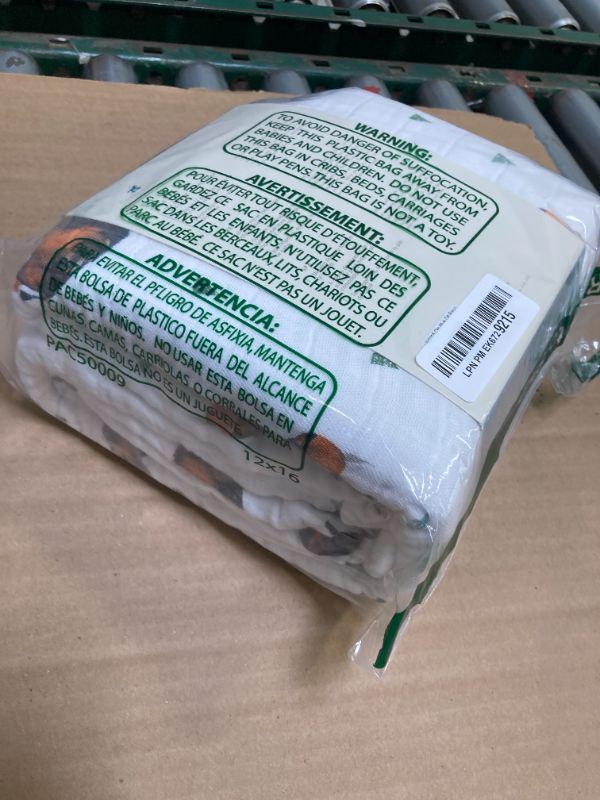 WARNING:
TO AVOID DANGER OF SUFFOCATION,
KEEP THIS PLASTIC BAG AWAY FROM
BABIES AND CHILDREN. DO NOT USE
THIS BAG IN CRIBS, BEDS, CARRIAGES
OR PLAY PENS. THIS BAG IS NOT A TOY.
AVERTISSEMENT:
POUR EVITER TOUT RISQUE D'ETOUFFEMENT,
GARDEZ CE SAC EN PLASTIQUE LOIN DES
BÉBÉS ET LES ENFANTS, N'UTILISEZ PAS CE
SAC DANS LES BERCEAUX, LITS, CHARIOTS OU
PARC AU BÉBÉ. CE SAC N'EST PAS UN JOUET.
ADVERTENCIA:
PARA EVITAR EL PELIGRO DE ASFIXIA, MANTENGA
ESTA BOLSA DE PLASTICO FUERA DEL ALCANCE
DE BEBÉS Y NIÑOS. NO USAR ESTA BOLSA EN
CUNAS, CAMAS, CARRIOLAS, O CORRALES PARA
BEBÉS. ESTA BOLSA NO ES UN JUGUETE.
PAC50009
12x16
LPN PM EK6729215